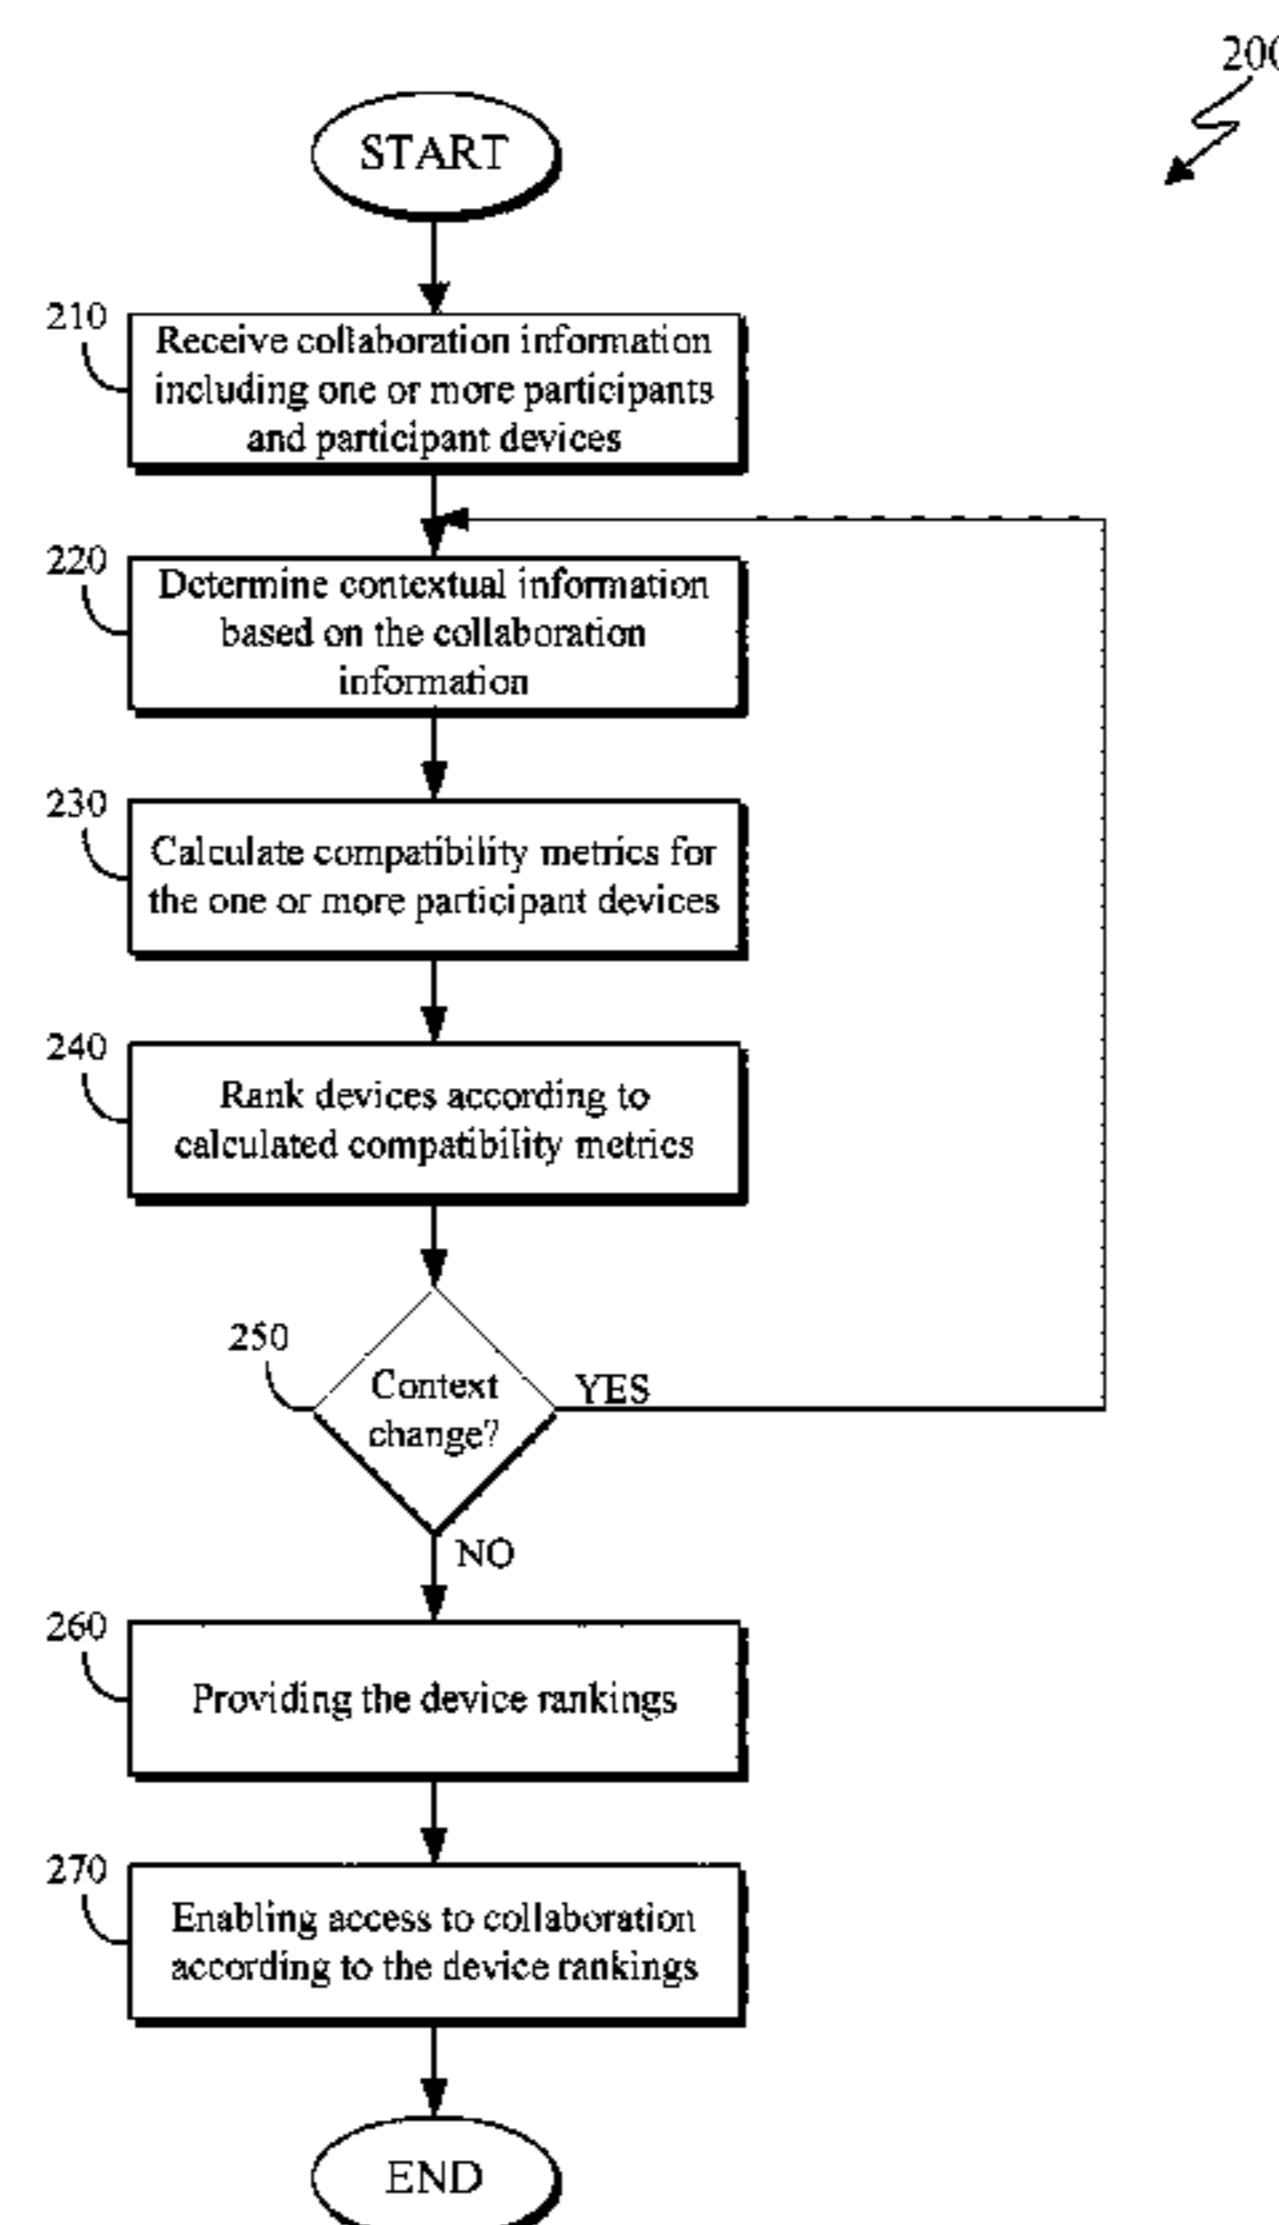 200
START
210
Receive collaboration information
including one or more participants
and participant devices
220
Determine contextual information
based on the collaboration
information
230
Calculate compatibility metrics for
the one or more participant devices
240
Rank devices according to
calculated compatibility metrics
250
Context
change?
YES
NO
260
Providing the device rankings
270
Enabling access to collaboration
according to the device rankings
END